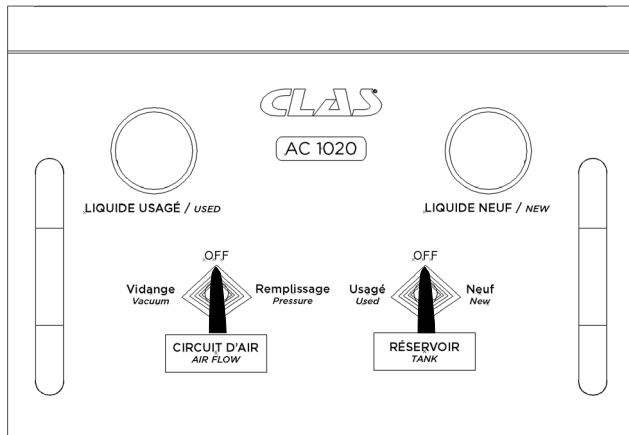 CLAS
AC 1020
LIQUIDE USAGÉ / USED
LIQUIDE NEUF / NEW
OFF
Vidange
Vacuum
Remplissage
Pressure
CIRCUIT D'AIR
AIR FLOW
OFF
Usagé
Used
Neuf
New
RÉSERVOIR
TANK